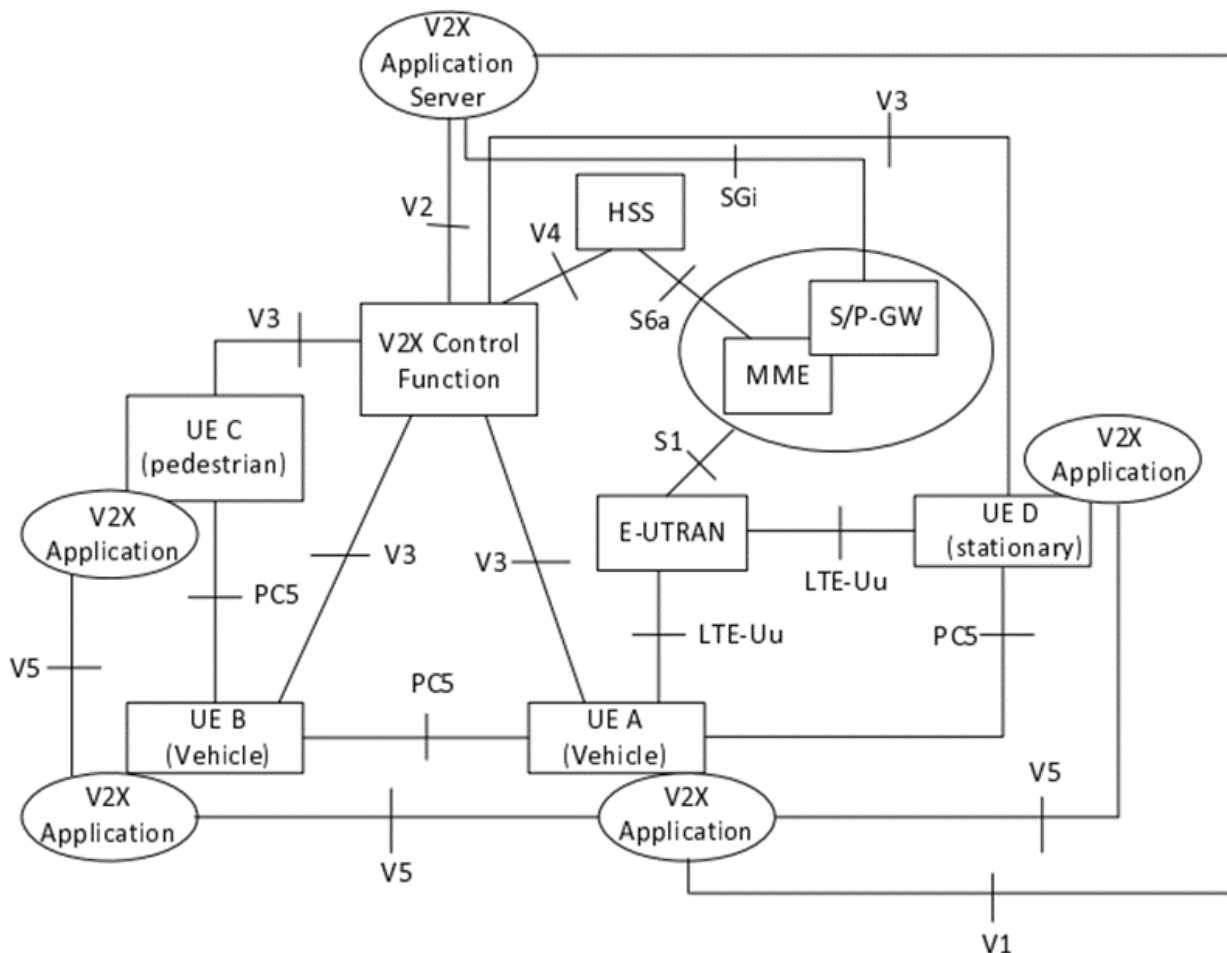 V2X
Application
Server
V3
SGi
HSS
V2
V4
S6a
S/P-GW
V3
V2X Control
Function
MME
UE C
(pedestrian)
S1
V2X
Application
V2X
Application
E-UTRAN
UE D
(stationary)
V3
V3
LTE-Uu
PC5
LTE-Uu
PC5
V5
PC5
UE B
(Vehicle)
UE A
(Vehicle)
V5
V2X
Application
V2X
Application
V5
V1